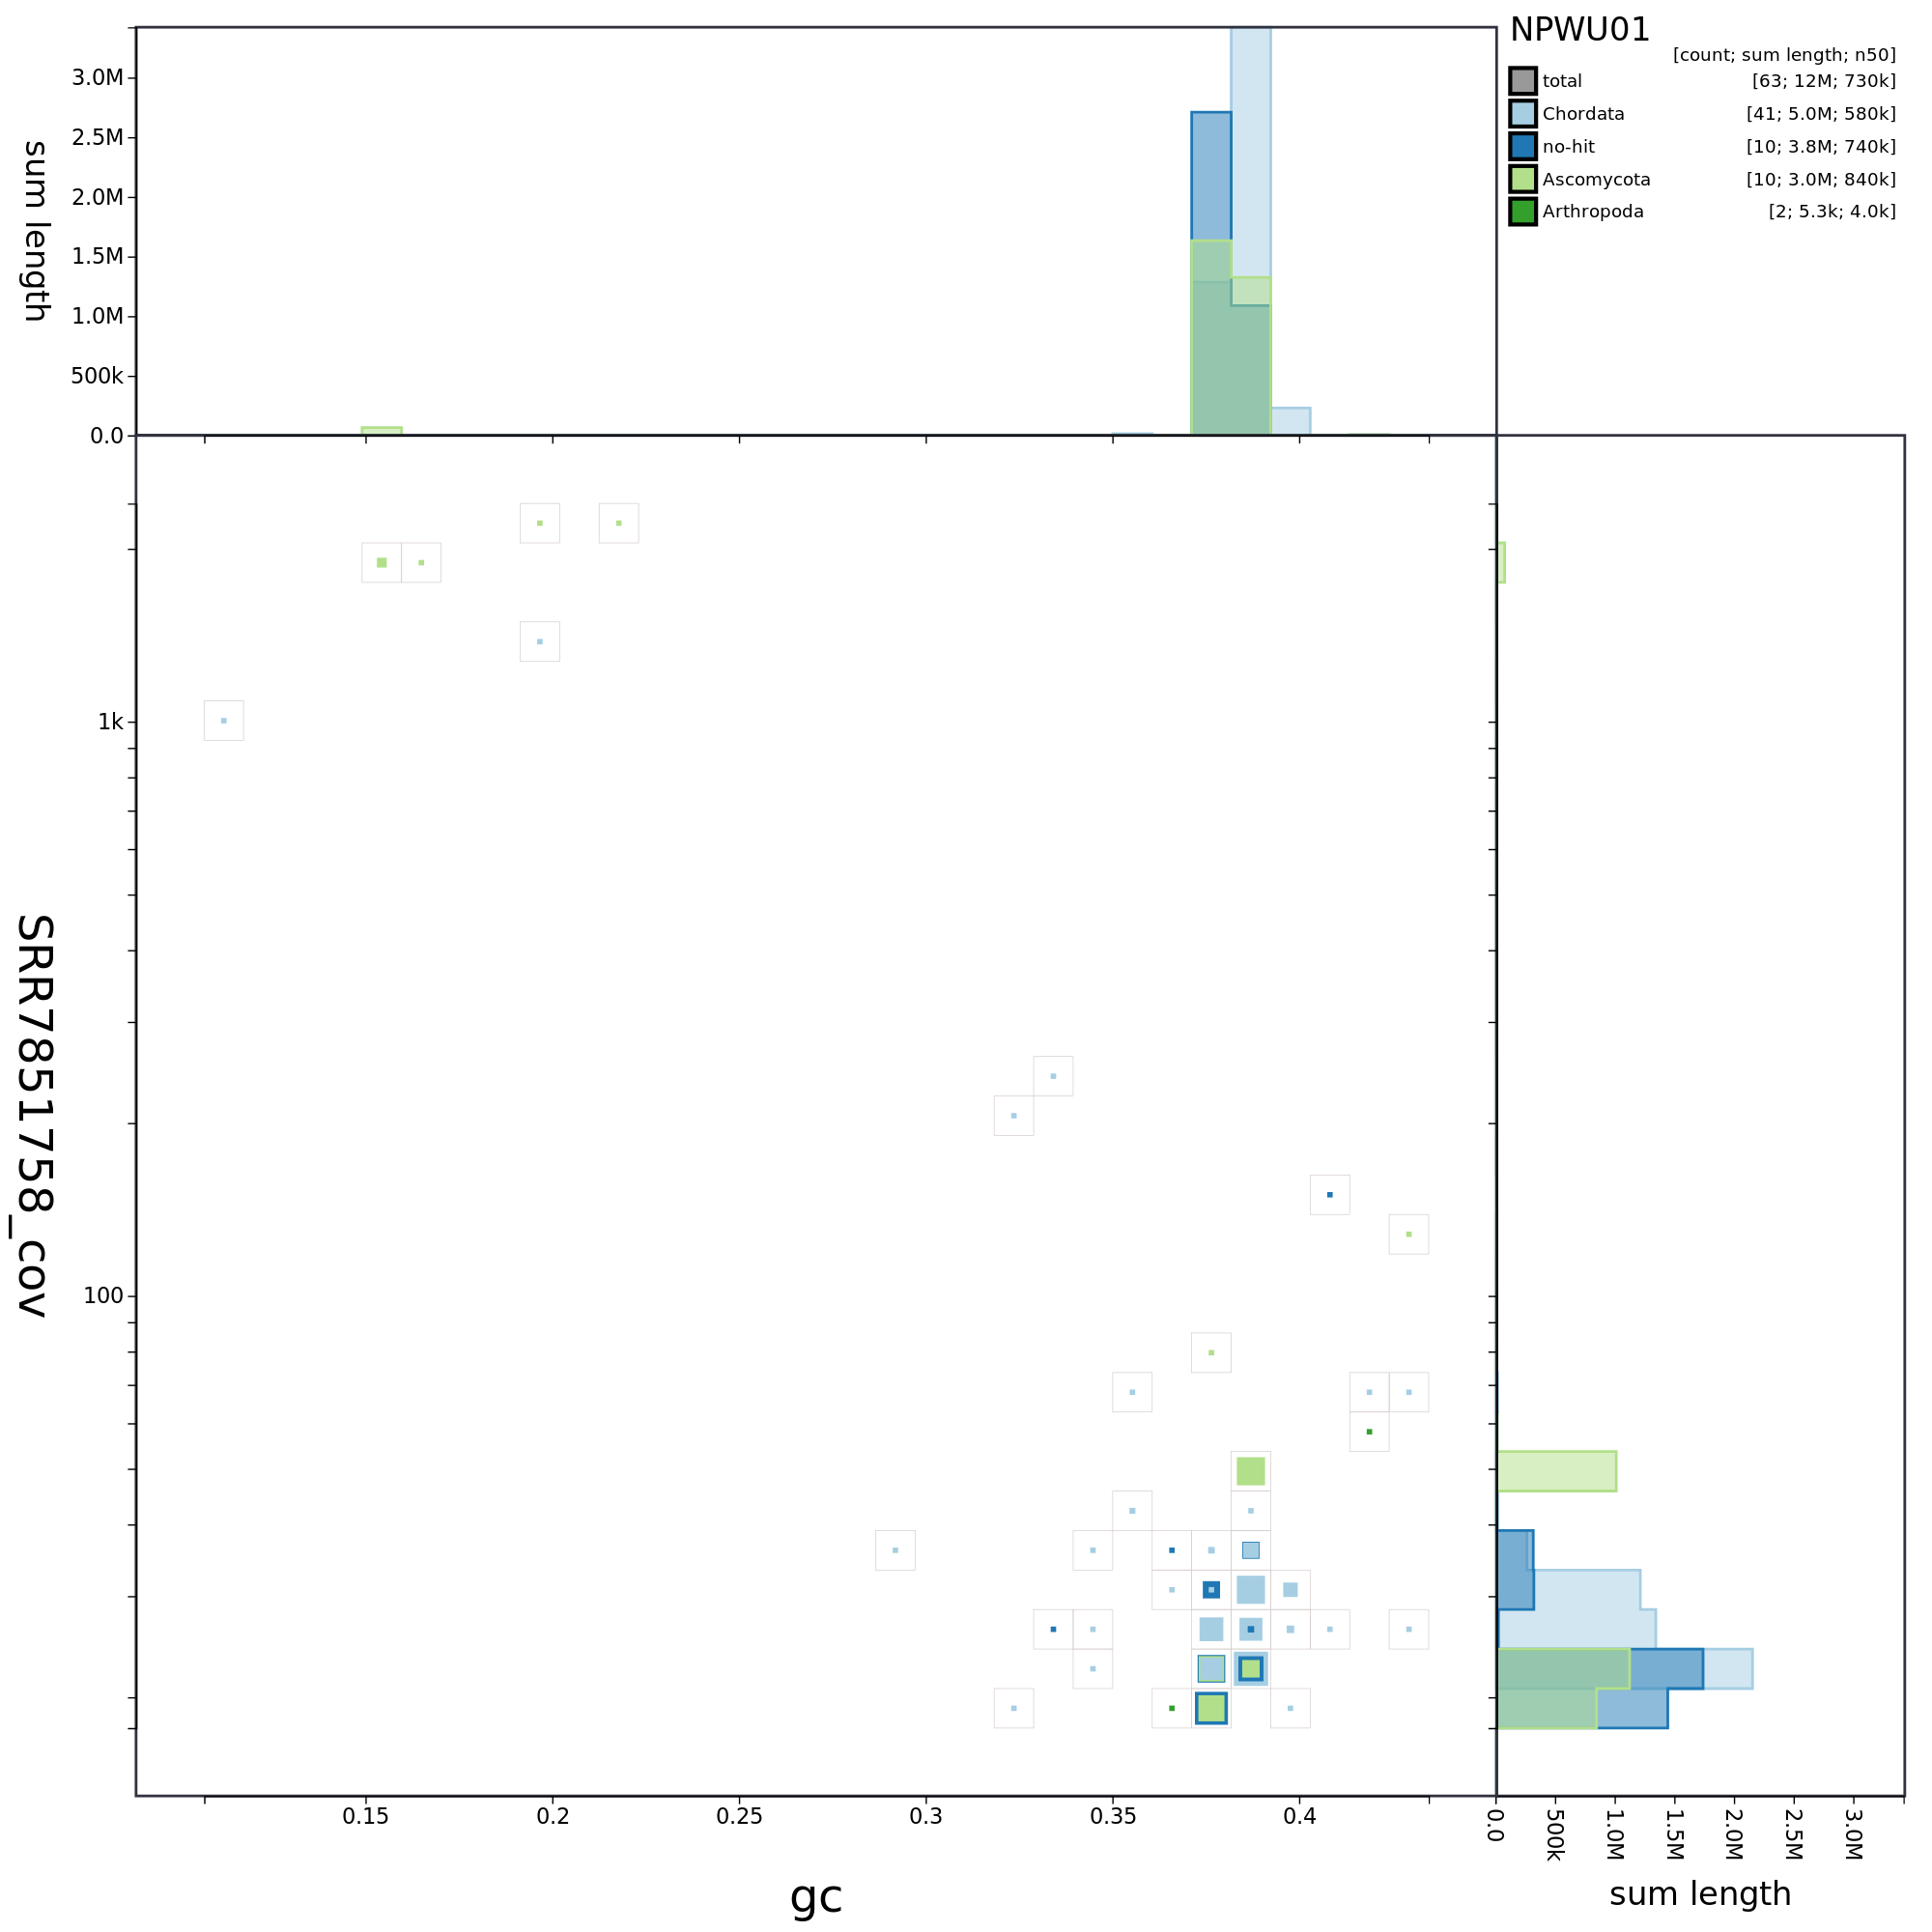 NPWU01
[count; sum length; n50]
total [63; 12M; 730k]
Chordata [41; 5.0M; 580k]
no-hit [10; 3.8M; 740k]
Ascomycota [10; 3.0M; 840k]
Arthropoda [2; 5.3k; 4.0k]
sum length
3.0M
2.5M
2.0M
1.5M
1.0M
500k
0.0
SRR7851758_cov
1k
100
0.15 0.2 0.25 0.3 0.35 0.4
gc
0.0 500k 1.0M 1.5M 2.0M 2.5M 3.0M
sum length